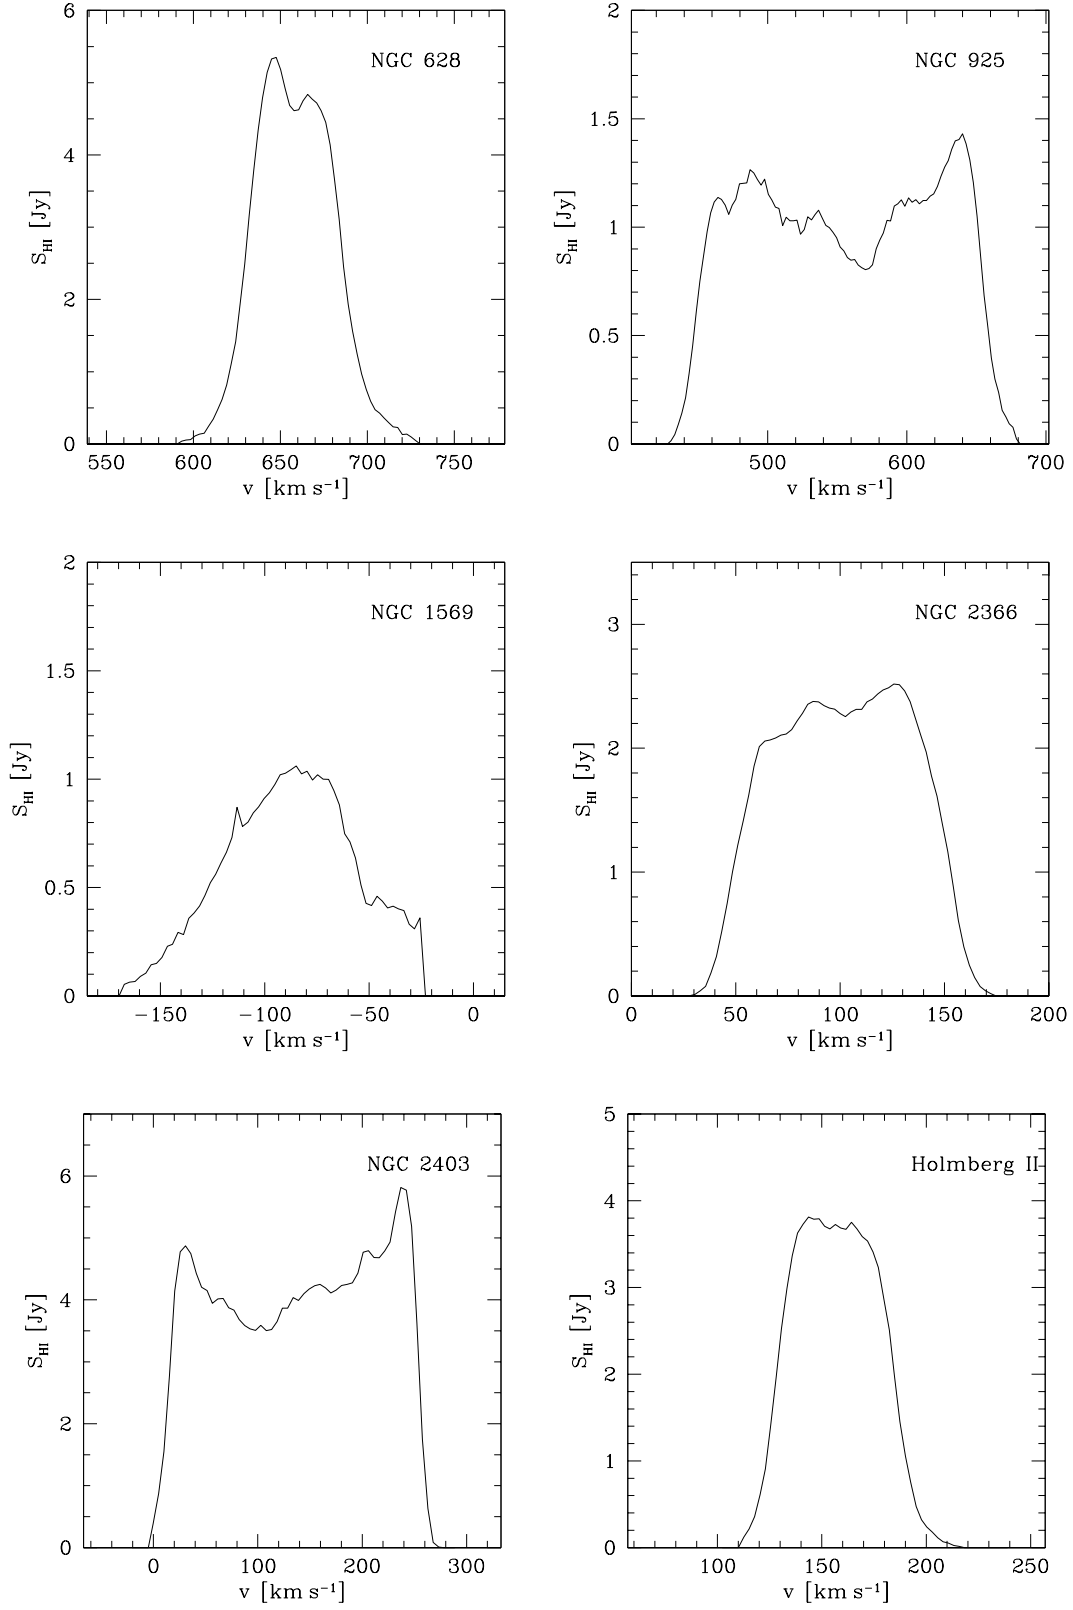 6
4
2
0
550 600 650 700 750
v [km s⁻¹]
S_HI [Jy]
NGC 628
2
1.5
1
0.5
0
500 600 700
v [km s⁻¹]
S_HI [Jy]
NGC 925
2
1.5
1
0.5
0
−150 −100 −50 0
v [km s⁻¹]
S_HI [Jy]
NGC 1569
3
2
1
0
0 50 100 150 200
v [km s⁻¹]
S_HI [Jy]
NGC 2366
6
4
2
0
0 100 200 300
v [km s⁻¹]
S_HI [Jy]
NGC 2403
5
4
3
2
1
0
100 150 200 250
v [km s⁻¹]
S_HI [Jy]
Holmberg II